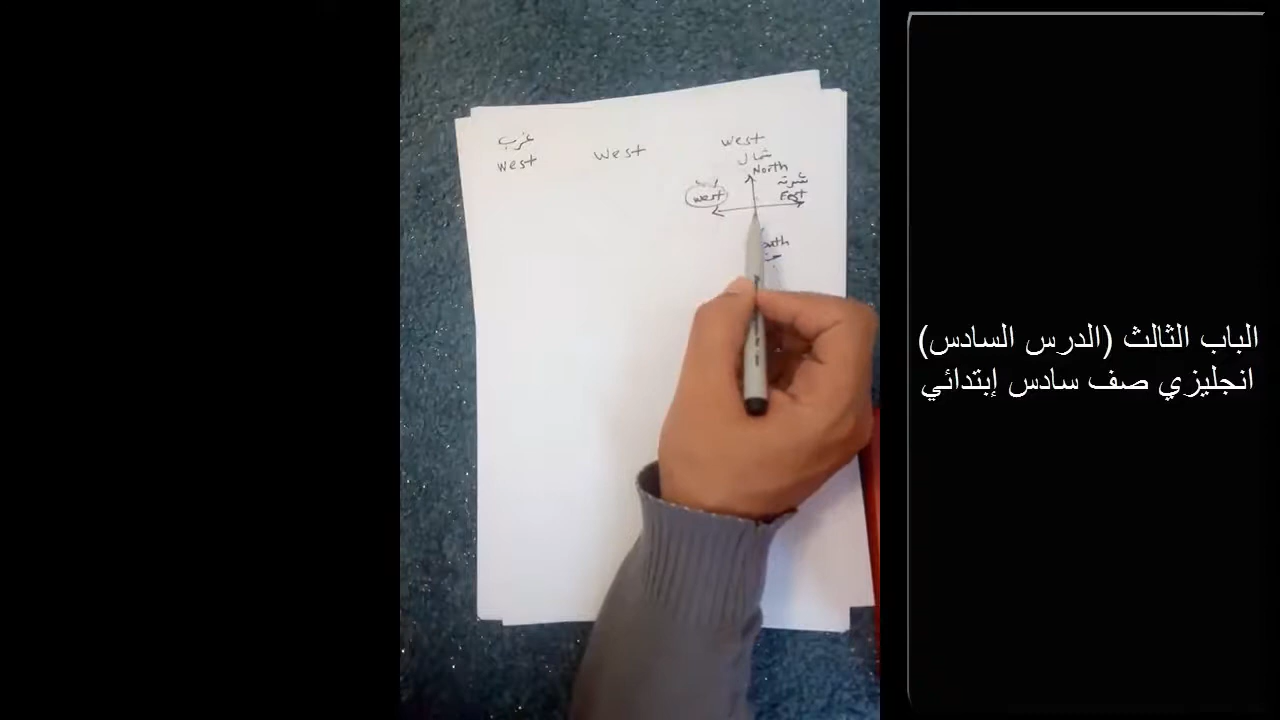 غرب
west
west
west
شمال
North
west
شرق
East
الباب الثالث (الدرس السادس)
انجليزي صف سادس إبتدائي